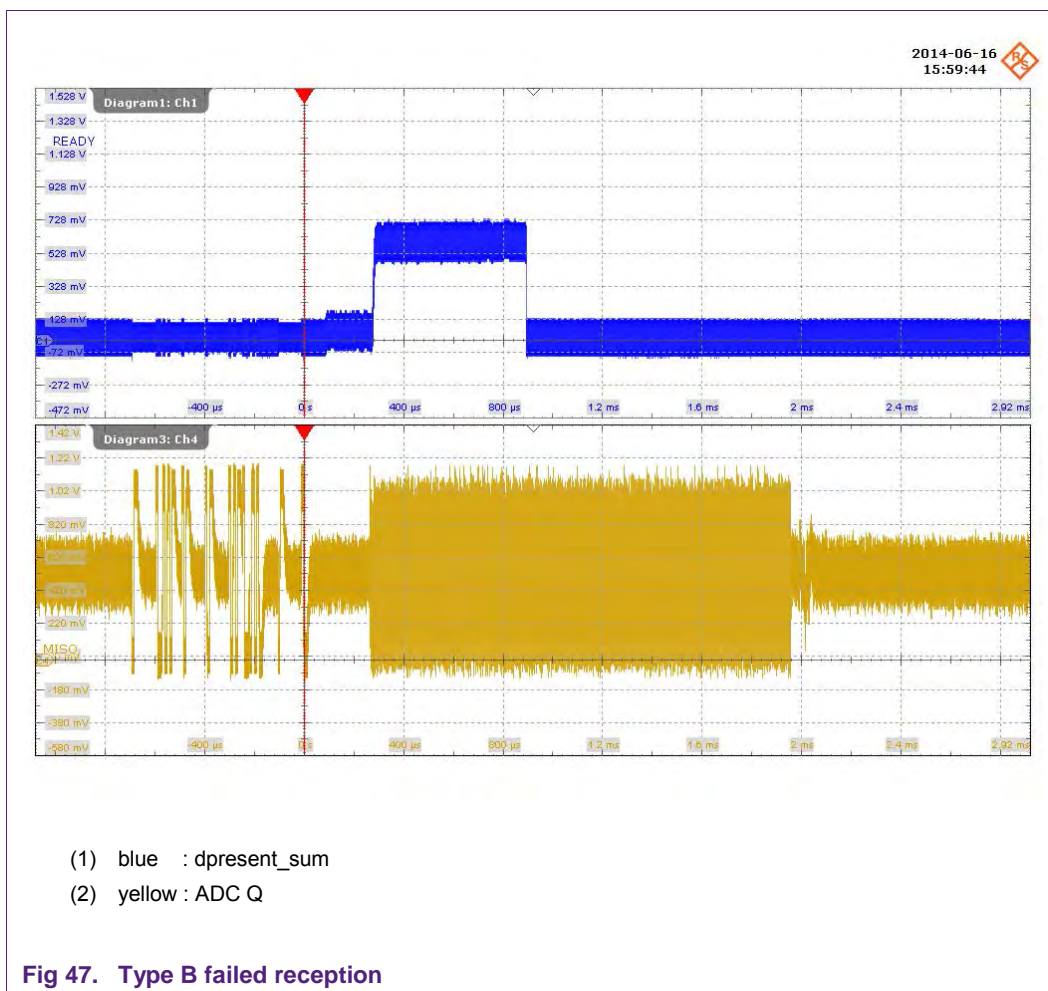 2014-06-16
15:59:44
R S
Diagram1: Ch1
1.528 V
1.328 V
READY
1.128 V
928 mV
728 mV
528 mV
328 mV
128 mV
C1
-72 mV
-272 mV
-472 mV
-400 µs
0 s
400 µs
800 µs
1.2 ms
1.6 ms
2 ms
2.4 ms
2.92 ms
Diagram3: Ch4
1.42 V
1.22 V
1.02 V
820 mV
220 mV
MISO
-180 mV
-380 mV
-580 mV
-400 µs
0 s
400 µs
800 µs
1.2 ms
1.6 ms
2 ms
2.4 ms
2.92 ms
(1) blue : dpresent_sum
(2) yellow : ADC Q
Fig 47. Type B failed reception